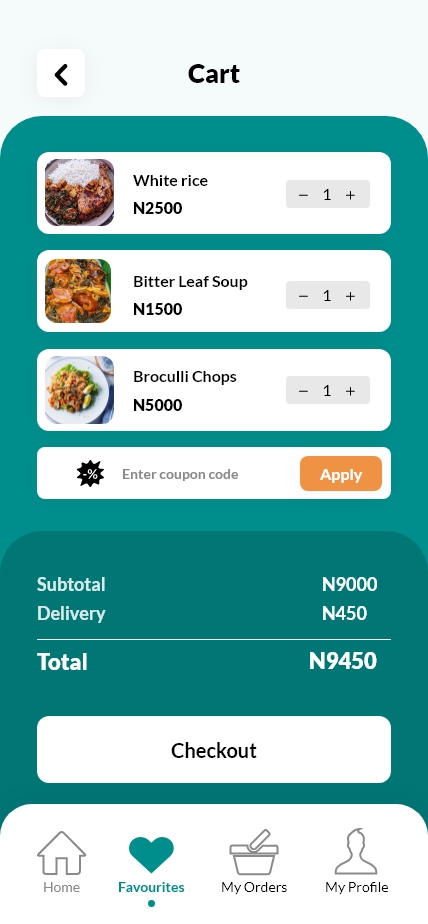 Cart
White rice
N2500
− 1 +
Bitter Leaf Soup
N1500
− 1 +
Broculli Chops
N5000
− 1 +
-% Enter coupon code Apply
Subtotal N9000
Delivery N450
Total N9450
Checkout
Home Favourites My Orders My Profile